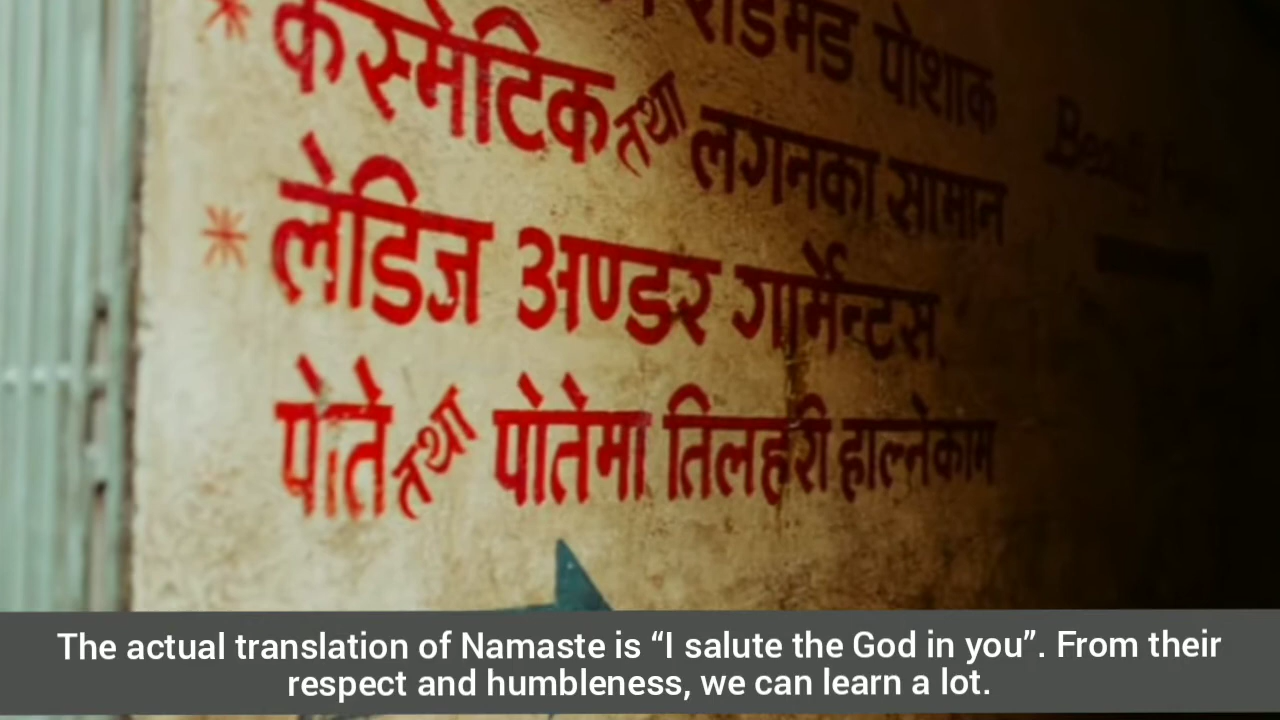 रेडिमेड पोशाक
कस्मेटिक तथा लगनका सामान
लेडिज अण्डर गार्मेन्टस
पोते तथा पोतेमा तिलहरी हाल्नेकाम
The actual translation of Namaste is “I salute the God in you”. From their
respect and humbleness, we can learn a lot.